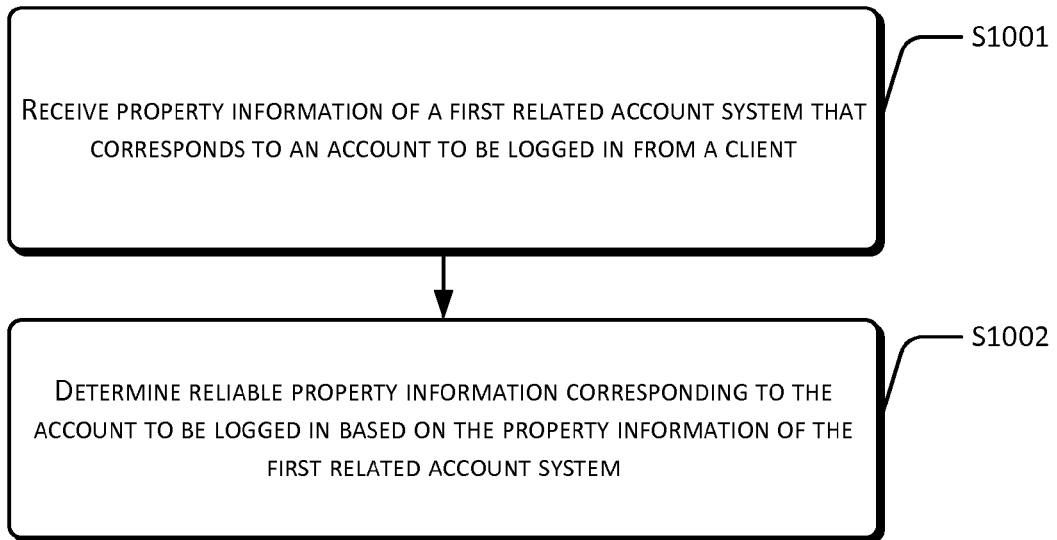 S1001
RECEIVE PROPERTY INFORMATION OF A FIRST RELATED ACCOUNT SYSTEM THAT
CORRESPONDS TO AN ACCOUNT TO BE LOGGED IN FROM A CLIENT
S1002
DETERMINE RELIABLE PROPERTY INFORMATION CORRESPONDING TO THE
ACCOUNT TO BE LOGGED IN BASED ON THE PROPERTY INFORMATION OF THE
FIRST RELATED ACCOUNT SYSTEM